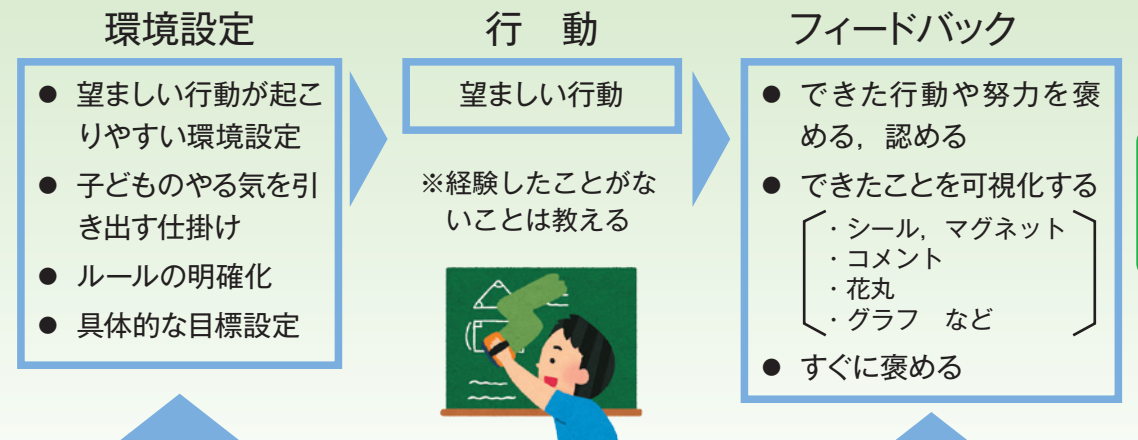 環境設定
● 望ましい行動が起こ
りやすい環境設定
● 子どものやる気を引
き出す仕掛け
● ルールの明確化
● 具体的な目標設定
行　動
望ましい行動
※経験したことがな
いことは教える
フィードバック
● できた行動や努力を褒
める，認める
● できたことを可視化する
・シール，マグネット
・コメント
・花丸
・グラフ　など
● すぐに褒める